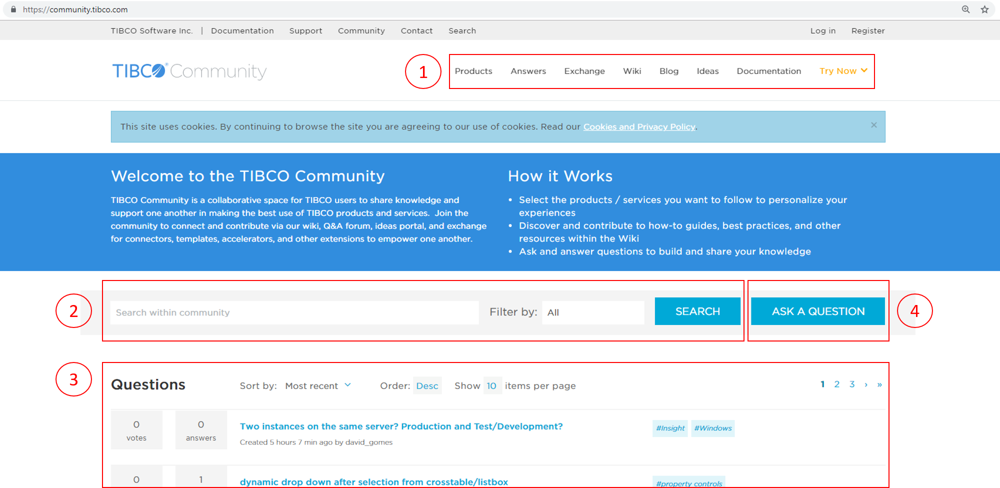 https://community.tibco.com
TIBCO Software Inc. | Documentation Support Community Contact Search Log in Register
TIBCO® Community
1 Products Answers Exchange Wiki Blog Ideas Documentation Try Now
This site uses cookies. By continuing to browse the site you are agreeing to our use of cookies. Read our Cookies and Privacy Policy. ×
Welcome to the TIBCO Community
TIBCO Community is a collaborative space for TIBCO users to share knowledge and
support one another in making the best use of TIBCO products and services. Join the
community to connect and contribute via our wiki, Q&A forum, ideas portal, and exchange
for connectors, templates, accelerators, and other extensions to empower one another.
How it Works
• Select the products / services you want to follow to personalize your
experiences
• Discover and contribute to how-to guides, best practices, and other
resources within the Wiki
• Ask and answer questions to build and share your knowledge
2 Search within community Filter by: All SEARCH ASK A QUESTION 4
3 Questions Sort by: Most recent Order: Desc Show 10 items per page 1 2 3 › »
0 votes
0 answers
Two instances on the same server? Production and Test/Development?
#Insight #Windows
Created 5 hours 7 min ago by david_gomes
0
1
dynamic drop down after selection from crosstable/listbox
#property controls